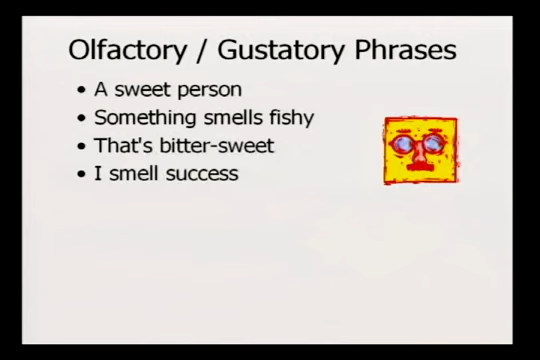 Olfactory / Gustatory Phrases
• A sweet person
• Something smells fishy
• That's bitter-sweet
• I smell success